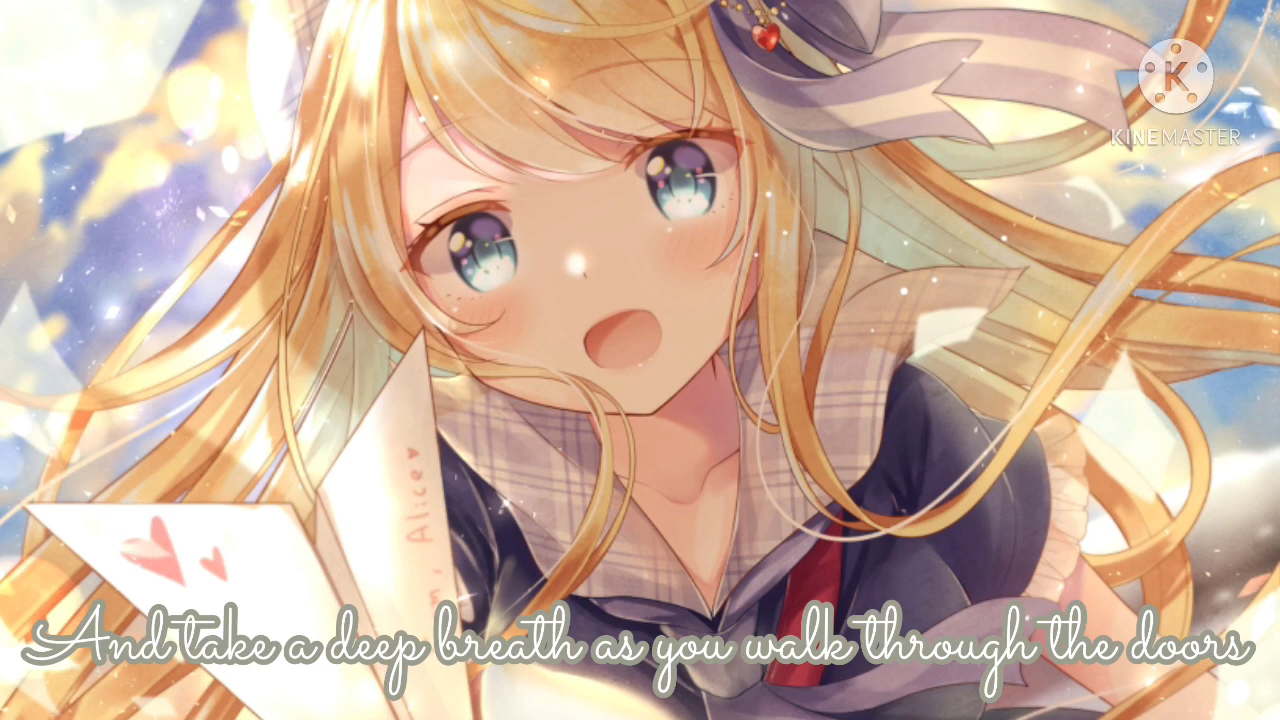 K
KINEMASTER
Alice♥
And take a deep breath as you walk through the doors